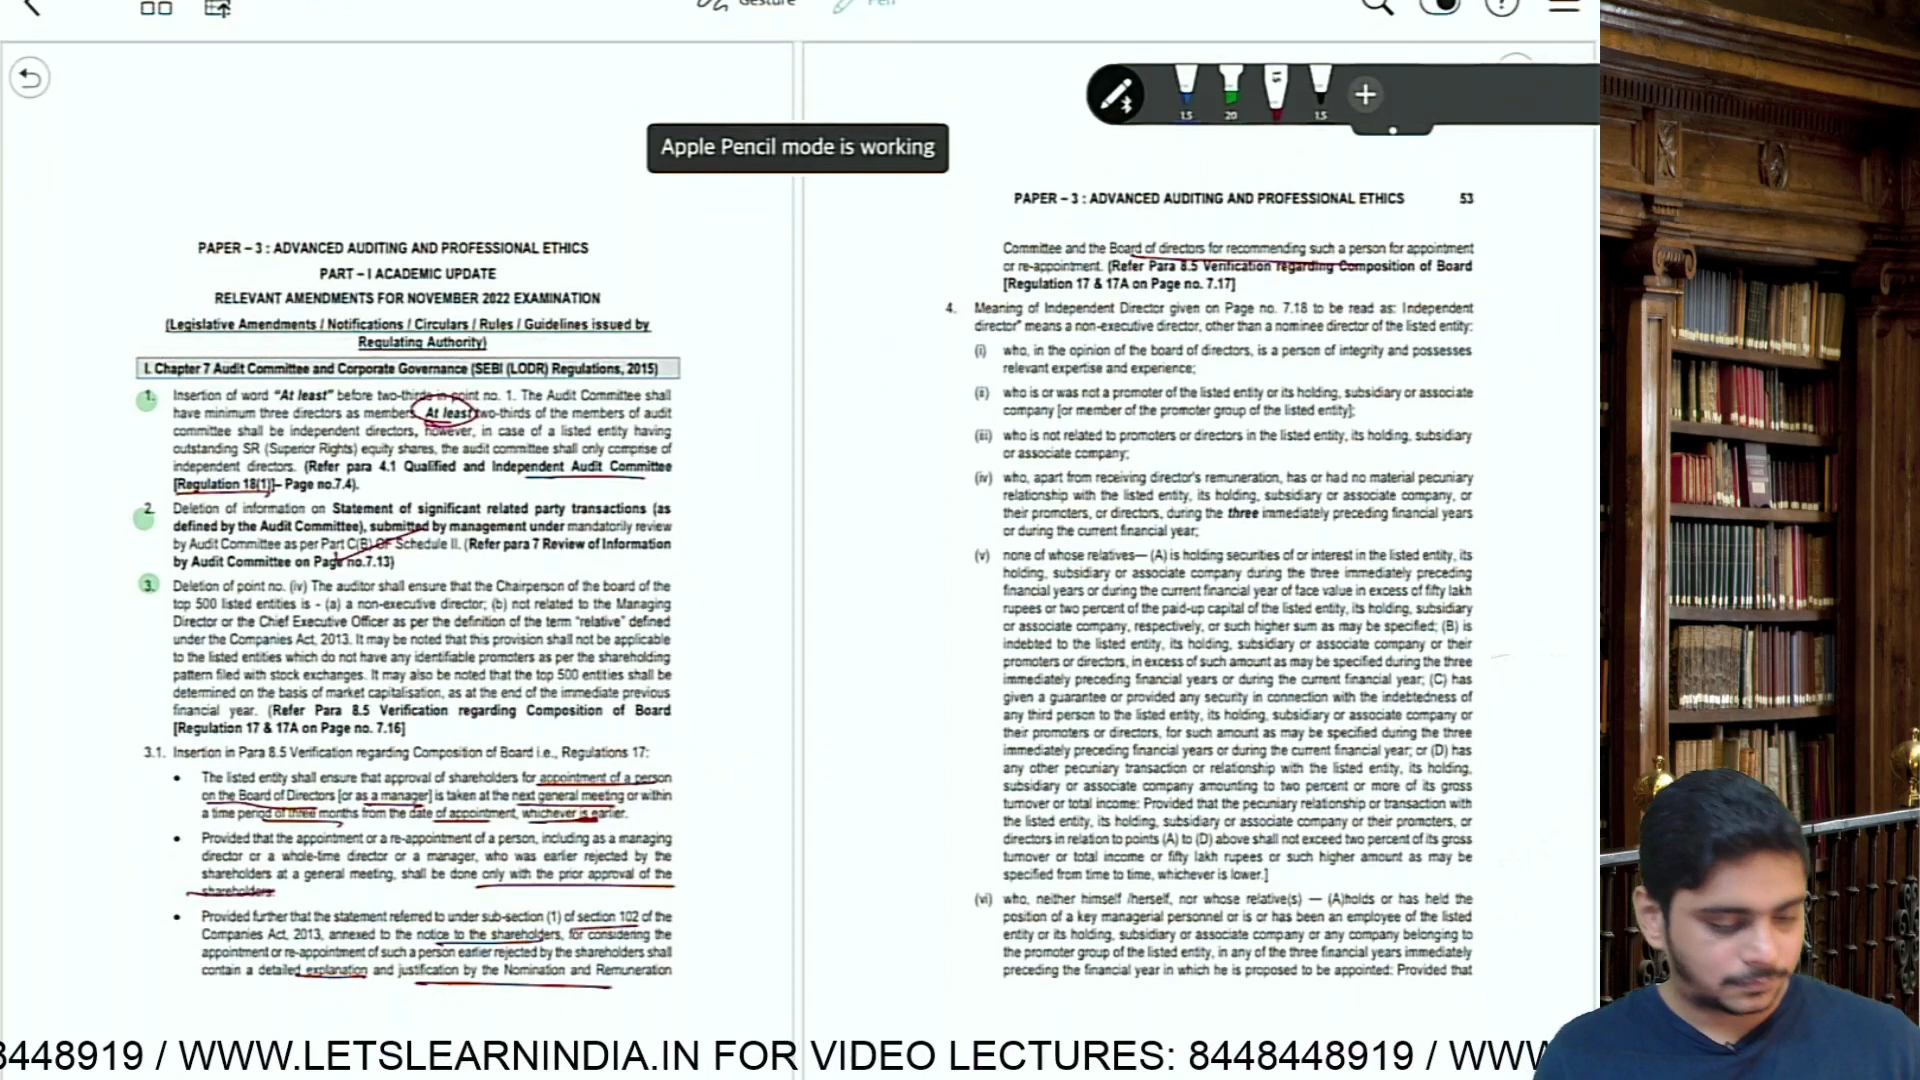 Gesture
Pen
1.5
20
1.5
1.5
Apple Pencil mode is working
PAPER – 3 : ADVANCED AUDITING AND PROFESSIONAL ETHICS
PART – I ACADEMIC UPDATE
RELEVANT AMENDMENTS FOR NOVEMBER 2022 EXAMINATION
(Legislative Amendments / Notifications / Circulars / Rules / Guidelines issued by
Regulating Authority)
I. Chapter 7 Audit Committee and Corporate Governance (SEBI (LODR) Regulations, 2015)
1. Insertion of word "At least" before two-thirds in point no. 1. The Audit Committee shall
have minimum three directors as members. At least two-thirds of the members of audit
committee shall be independent directors, however, in case of a listed entity having
outstanding SR (Superior Rights) equity shares, the audit committee shall only comprise of
independent directors. (Refer para 4.1 Qualified and Independent Audit Committee
[Regulation 18(1)]– Page no.7.4).
2. Deletion of information on Statement of significant related party transactions (as
defined by the Audit Committee), submitted by management under mandatorily review
by Audit Committee as per Part C(B) OF Schedule II. (Refer para 7 Review of Information
by Audit Committee on Page no.7.13)
3. Deletion of point no. (iv) The auditor shall ensure that the Chairperson of the board of the
top 500 listed entities is - (a) a non-executive director; (b) not related to the Managing
Director or the Chief Executive Officer as per the definition of the term "relative" defined
under the Companies Act, 2013. It may be noted that this provision shall not be applicable
to the listed entities which do not have any identifiable promoters as per the shareholding
pattern filed with stock exchanges. It may also be noted that the top 500 entities shall be
determined on the basis of market capitalisation, as at the end of the immediate previous
financial year. (Refer Para 8.5 Verification regarding Composition of Board
[Regulation 17 & 17A on Page no. 7.16]
3.1. Insertion in Para 8.5 Verification regarding Composition of Board i.e., Regulations 17:
• The listed entity shall ensure that approval of shareholders for appointment of a person
on the Board of Directors [or as a manager] is taken at the next general meeting or within
a time period of three months from the date of appointment, whichever is earlier.
• Provided that the appointment or a re-appointment of a person, including as a managing
director or a whole-time director or a manager, who was earlier rejected by the
shareholders at a general meeting, shall be done only with the prior approval of the
shareholders.
• Provided further that the statement referred to under sub-section (1) of section 102 of the
Companies Act, 2013, annexed to the notice to the shareholders, for considering the
appointment or re-appointment of such a person earlier rejected by the shareholders shall
contain a detailed explanation and justification by the Nomination and Remuneration
PAPER – 3 : ADVANCED AUDITING AND PROFESSIONAL ETHICS 53
Committee and the Board of directors for recommending such a person for appointment
or re-appointment. (Refer Para 8.5 Verification regarding Composition of Board
[Regulation 17 & 17A on Page no. 7.17]
4. Meaning of Independent Director given on Page no. 7.18 to be read as: Independent
director" means a non-executive director, other than a nominee director of the listed entity:
(i) who, in the opinion of the board of directors, is a person of integrity and possesses
relevant expertise and experience;
(ii) who is or was not a promoter of the listed entity or its holding, subsidiary or associate
company [or member of the promoter group of the listed entity];
(iii) who is not related to promoters or directors in the listed entity, its holding, subsidiary
or associate company;
(iv) who, apart from receiving director's remuneration, has or had no material pecuniary
relationship with the listed entity, its holding, subsidiary or associate company, or
their promoters, or directors, during the three immediately preceding financial years
or during the current financial year;
(v) none of whose relatives— (A) is holding securities of or interest in the listed entity, its
holding, subsidiary or associate company during the three immediately preceding
financial years or during the current financial year of face value in excess of fifty lakh
rupees or two percent of the paid-up capital of the listed entity, its holding, subsidiary
or associate company, respectively, or such higher sum as may be specified; (B) is
indebted to the listed entity, its holding, subsidiary or associate company or their
promoters or directors, in excess of such amount as may be specified during the three
immediately preceding financial years or during the current financial year; (C) has
given a guarantee or provided any security in connection with the indebtedness of
any third person to the listed entity, its holding, subsidiary or associate company or
their promoters or directors, for such amount as may be specified during the three
immediately preceding financial years or during the current financial year; or (D) has
any other pecuniary transaction or relationship with the listed entity, its holding,
subsidiary or associate company amounting to two percent or more of its gross
turnover or total income: Provided that the pecuniary relationship or transaction with
the listed entity, its holding, subsidiary or associate company or their promoters, or
directors in relation to points (A) to (D) above shall not exceed two percent of its gross
turnover or total income or fifty lakh rupees or such higher amount as may be
specified from time to time, whichever is lower.]
(vi) who, neither himself /herself, nor whose relative(s) — (A)holds or has held the
position of a key managerial personnel or is or has been an employee of the listed
entity or its holding, subsidiary or associate company or any company belonging to
the promoter group of the listed entity, in any of the three financial years immediately
preceding the financial year in which he is proposed to be appointed: Provided that
8448919 / WWW.LETSLEARNINDIA.IN FOR VIDEO LECTURES: 8448448919 / WWW